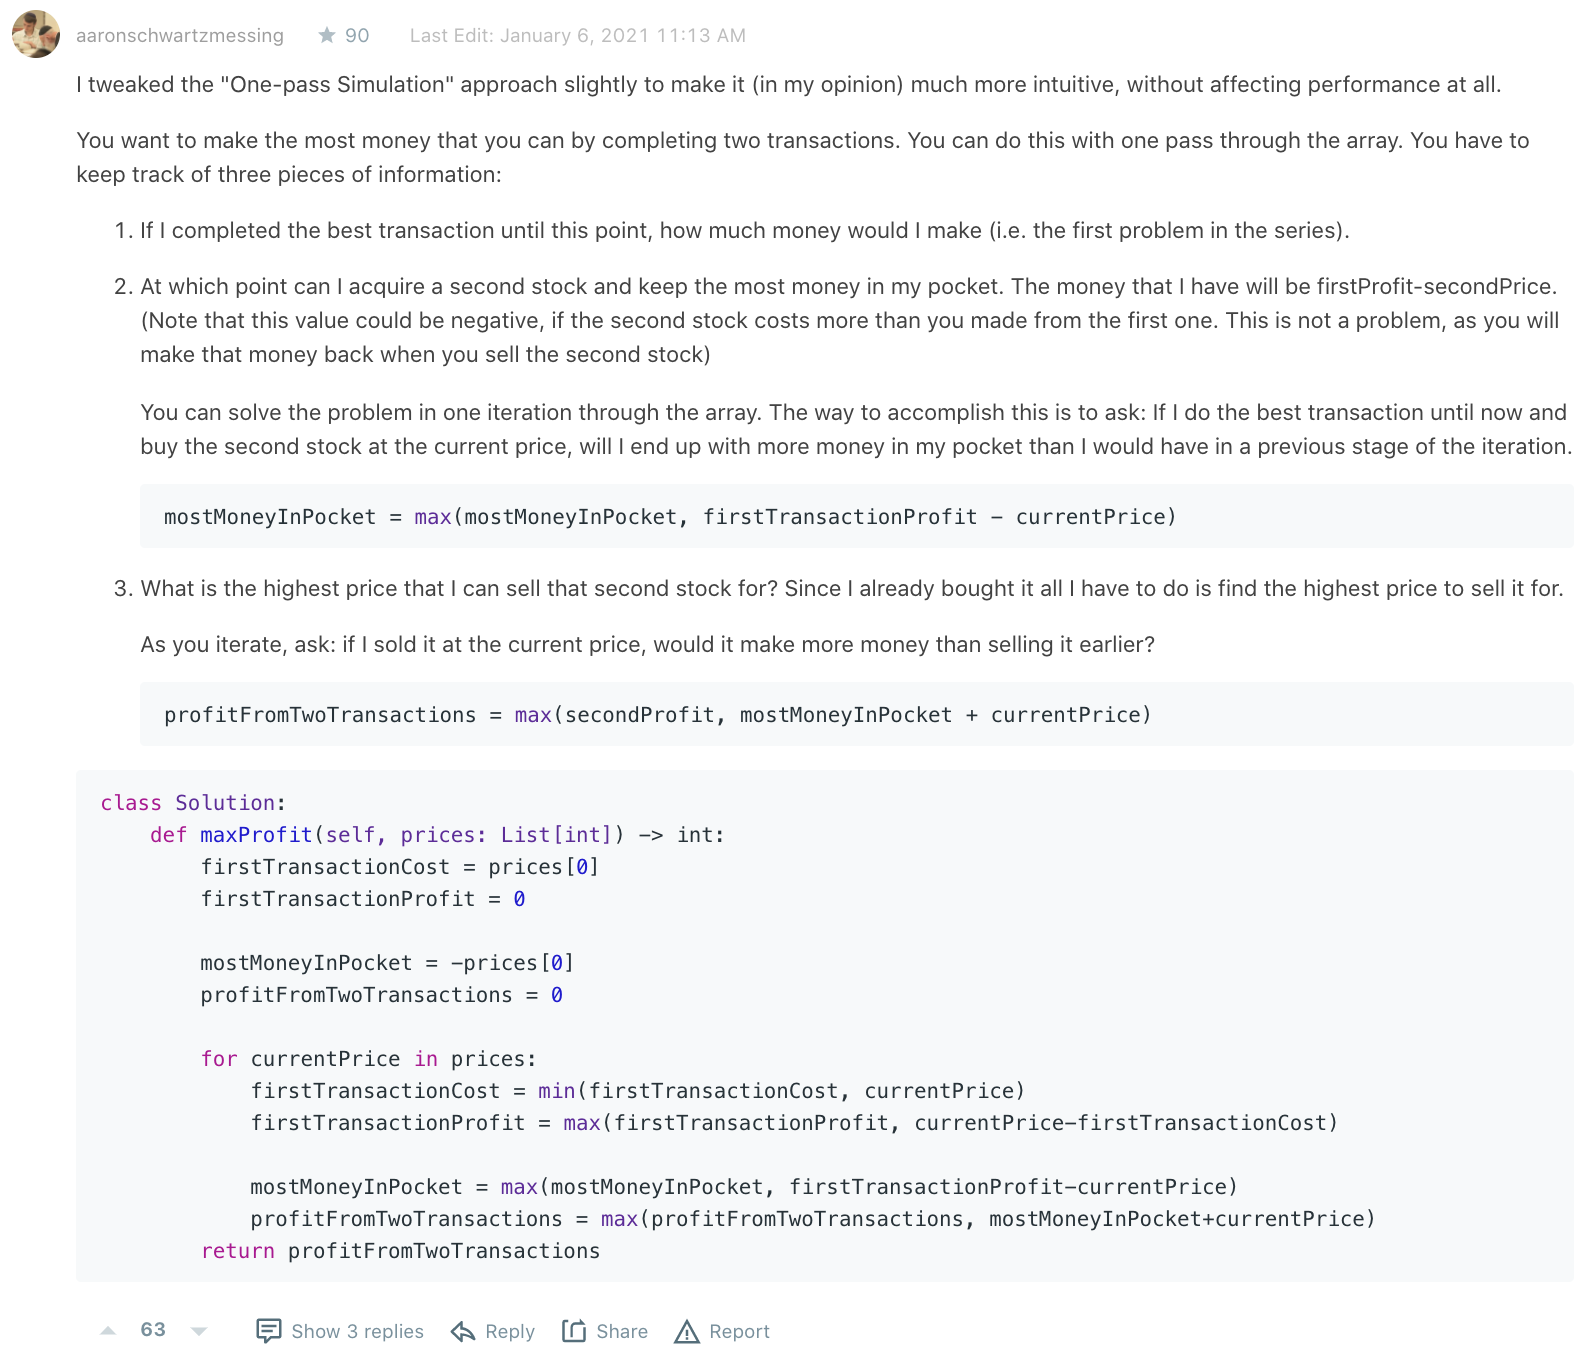 aaronschwartzmessing ★ 90 Last Edit: January 6, 2021 11:13 AM
I tweaked the "One-pass Simulation" approach slightly to make it (in my opinion) much more intuitive, without affecting performance at all.
You want to make the most money that you can by completing two transactions. You can do this with one pass through the array. You have to
keep track of three pieces of information:
1. If I completed the best transaction until this point, how much money would I make (i.e. the first problem in the series).
2. At which point can I acquire a second stock and keep the most money in my pocket. The money that I have will be firstProfit-secondPrice.
(Note that this value could be negative, if the second stock costs more than you made from the first one. This is not a problem, as you will
make that money back when you sell the second stock)
You can solve the problem in one iteration through the array. The way to accomplish this is to ask: If I do the best transaction until now and
buy the second stock at the current price, will I end up with more money in my pocket than I would have in a previous stage of the iteration.
mostMoneyInPocket = max(mostMoneyInPocket, firstTransactionProfit - currentPrice)
3. What is the highest price that I can sell that second stock for? Since I already bought it all I have to do is find the highest price to sell it for.
As you iterate, ask: if I sold it at the current price, would it make more money than selling it earlier?
profitFromTwoTransactions = max(secondProfit, mostMoneyInPocket + currentPrice)
class Solution:
    def maxProfit(self, prices: List[int]) -> int:
        firstTransactionCost = prices[0]
        firstTransactionProfit = 0
        mostMoneyInPocket = -prices[0]
        profitFromTwoTransactions = 0
        for currentPrice in prices:
            firstTransactionCost = min(firstTransactionCost, currentPrice)
            firstTransactionProfit = max(firstTransactionProfit, currentPrice-firstTransactionCost)
            mostMoneyInPocket = max(mostMoneyInPocket, firstTransactionProfit-currentPrice)
            profitFromTwoTransactions = max(profitFromTwoTransactions, mostMoneyInPocket+currentPrice)
        return profitFromTwoTransactions
63 Show 3 replies Reply Share Report